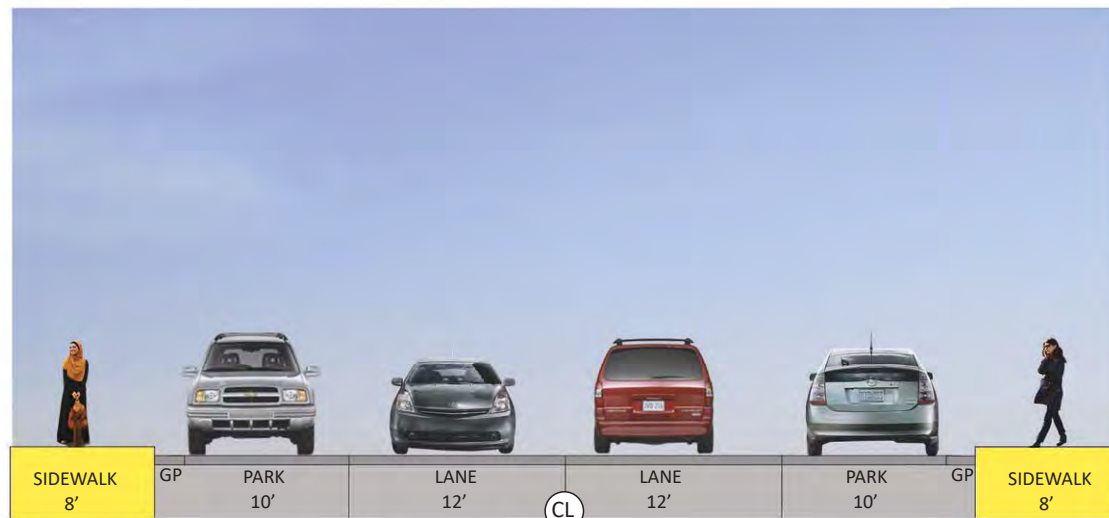 SIDEWALK
8’
GP
PARK
10’
LANE
12’
CL
LANE
12’
PARK
10’
GP
SIDEWALK
8’